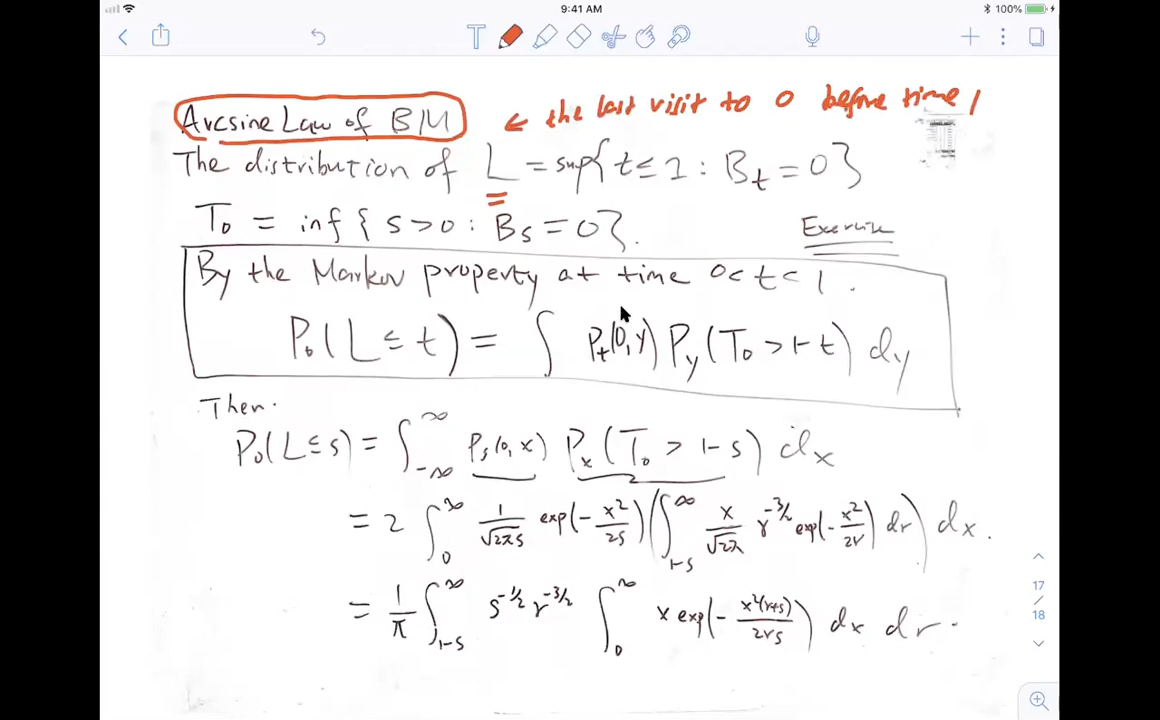 9:41 AM
100%
Arcsine Law of BM ← the last visit to 0 before time 1
The distribution of L = sup{ t ≤ 1 : B_t = 0 }
T_0 = inf { s > 0 : B_s = 0 }. Exercise
By the Markov property at time 0 < t < 1.
P_0(L ≤ t) = ∫ P_t(0, y) P_y(T_0 > 1-t) dy
Then.
P_0(L ≤ s) = ∫_{-∞}^{∞} P_s(0, x) P_x(T_0 > 1-s) dx
= 2 ∫_0^∞ 1/√(2πs) exp(-x²/2s) (∫_{1-s}^∞ x/√(2π) r^{-3/2} exp(-x²/2r) dr) dx.
= 1/π ∫_{1-s}^∞ s^{-1/2} r^{-3/2} ∫_0^∞ x exp(-x²(r+s)/2rs) dx dr.
17
/
18